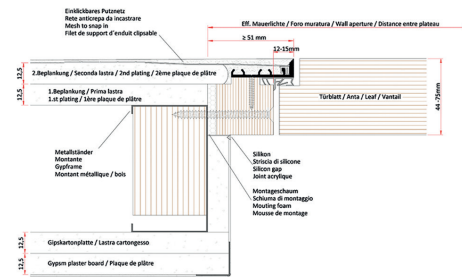 Einklickbares Putznetz
Rete anticrepa da incastrare
Mesh to snap in
Filet de support d'enduit clipsable
Eff. Mauerlichte / Foro muratura / Wall aperture / Distance entre plateau
≥ 51 mm
12-15mm
12,5
2.Beplankung / Seconda lastra / 2nd plating / 2ème plaque de plâtre
12,5
1.Beplankung / Prima lastra
1.st plating / 1ère plaque de plâtre
Türblatt / Anta / Leaf / Vantail
44 -75mm
Metallständer
Montante
Gypframe
Montant métallique / bois
Silikon
Striscia di silicone
Silicon gap
Joint acrylique
Montageschaum
Schiuma di montaggio
Mouting foam
Mousse de montage
12,5
Gipskartonplatte / Lastra cartongesso
12,5
Gypsm plaster board / Plaque de plâtre